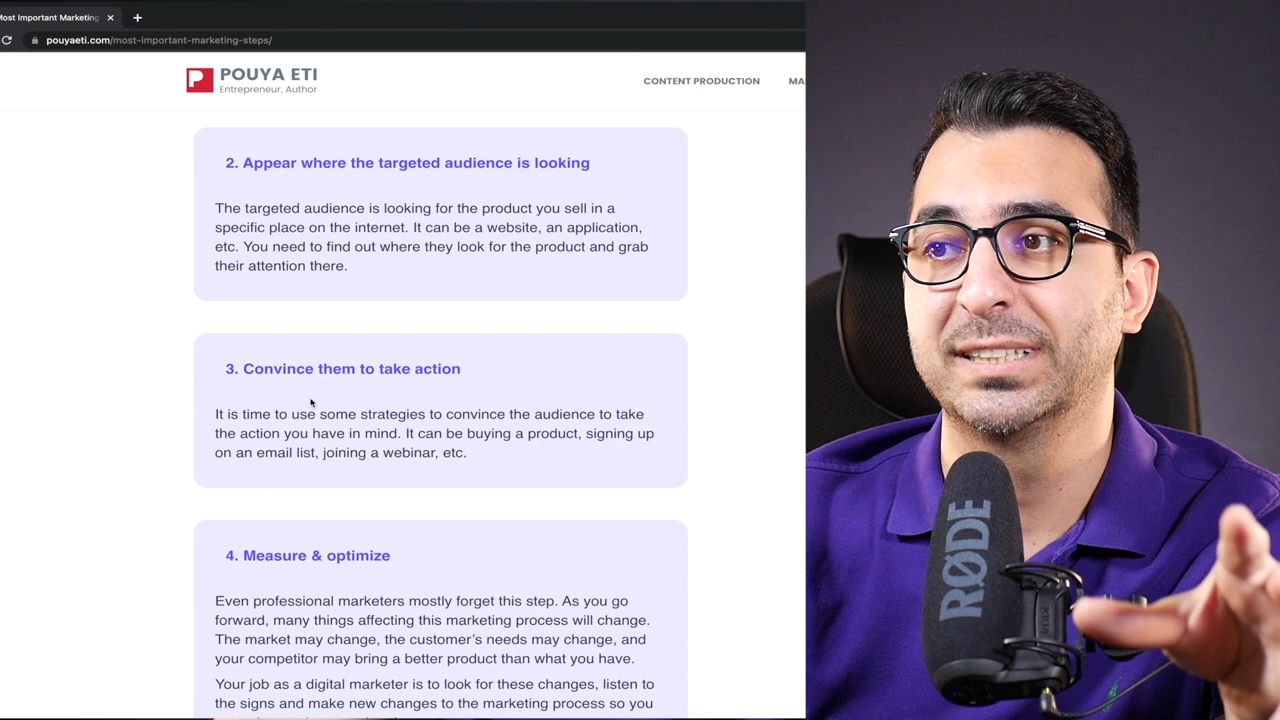 Most Important Marketing
pouyaeti.com/most-important-marketing-steps/
POUYA ETI
Entrepreneur, Author
CONTENT PRODUCTION
MA
2. Appear where the targeted audience is looking
The targeted audience is looking for the product you sell in a
specific place on the internet. It can be a website, an application,
etc. You need to find out where they look for the product and grab
their attention there.
3. Convince them to take action
It is time to use some strategies to convince the audience to take
the action you have in mind. It can be buying a product, signing up
on an email list, joining a webinar, etc.
4. Measure & optimize
Even professional marketers mostly forget this step. As you go
forward, many things affecting this marketing process will change.
The market may change, the customer's needs may change, and
your competitor may bring a better product than what you have.
Your job as a digital marketer is to look for these changes, listen to
the signs and make new changes to the marketing process so you
RØDE